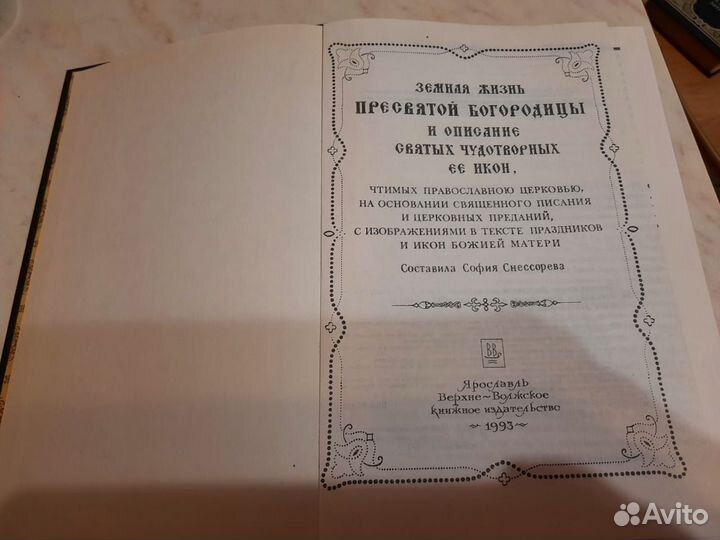 Земная жизнь
Пресвятой Богородицы
и описание
святых чудотворных
ее икон,
чтимых православною церковью,
на основании священного писания
и церковных преданий,
с изображениями в тексте праздников
и икон Божией Матери
Составила София Снессорева
ВВ
Ярославль
Верхне-Волжское
книжное издательство
~ 1993 ~
Avito